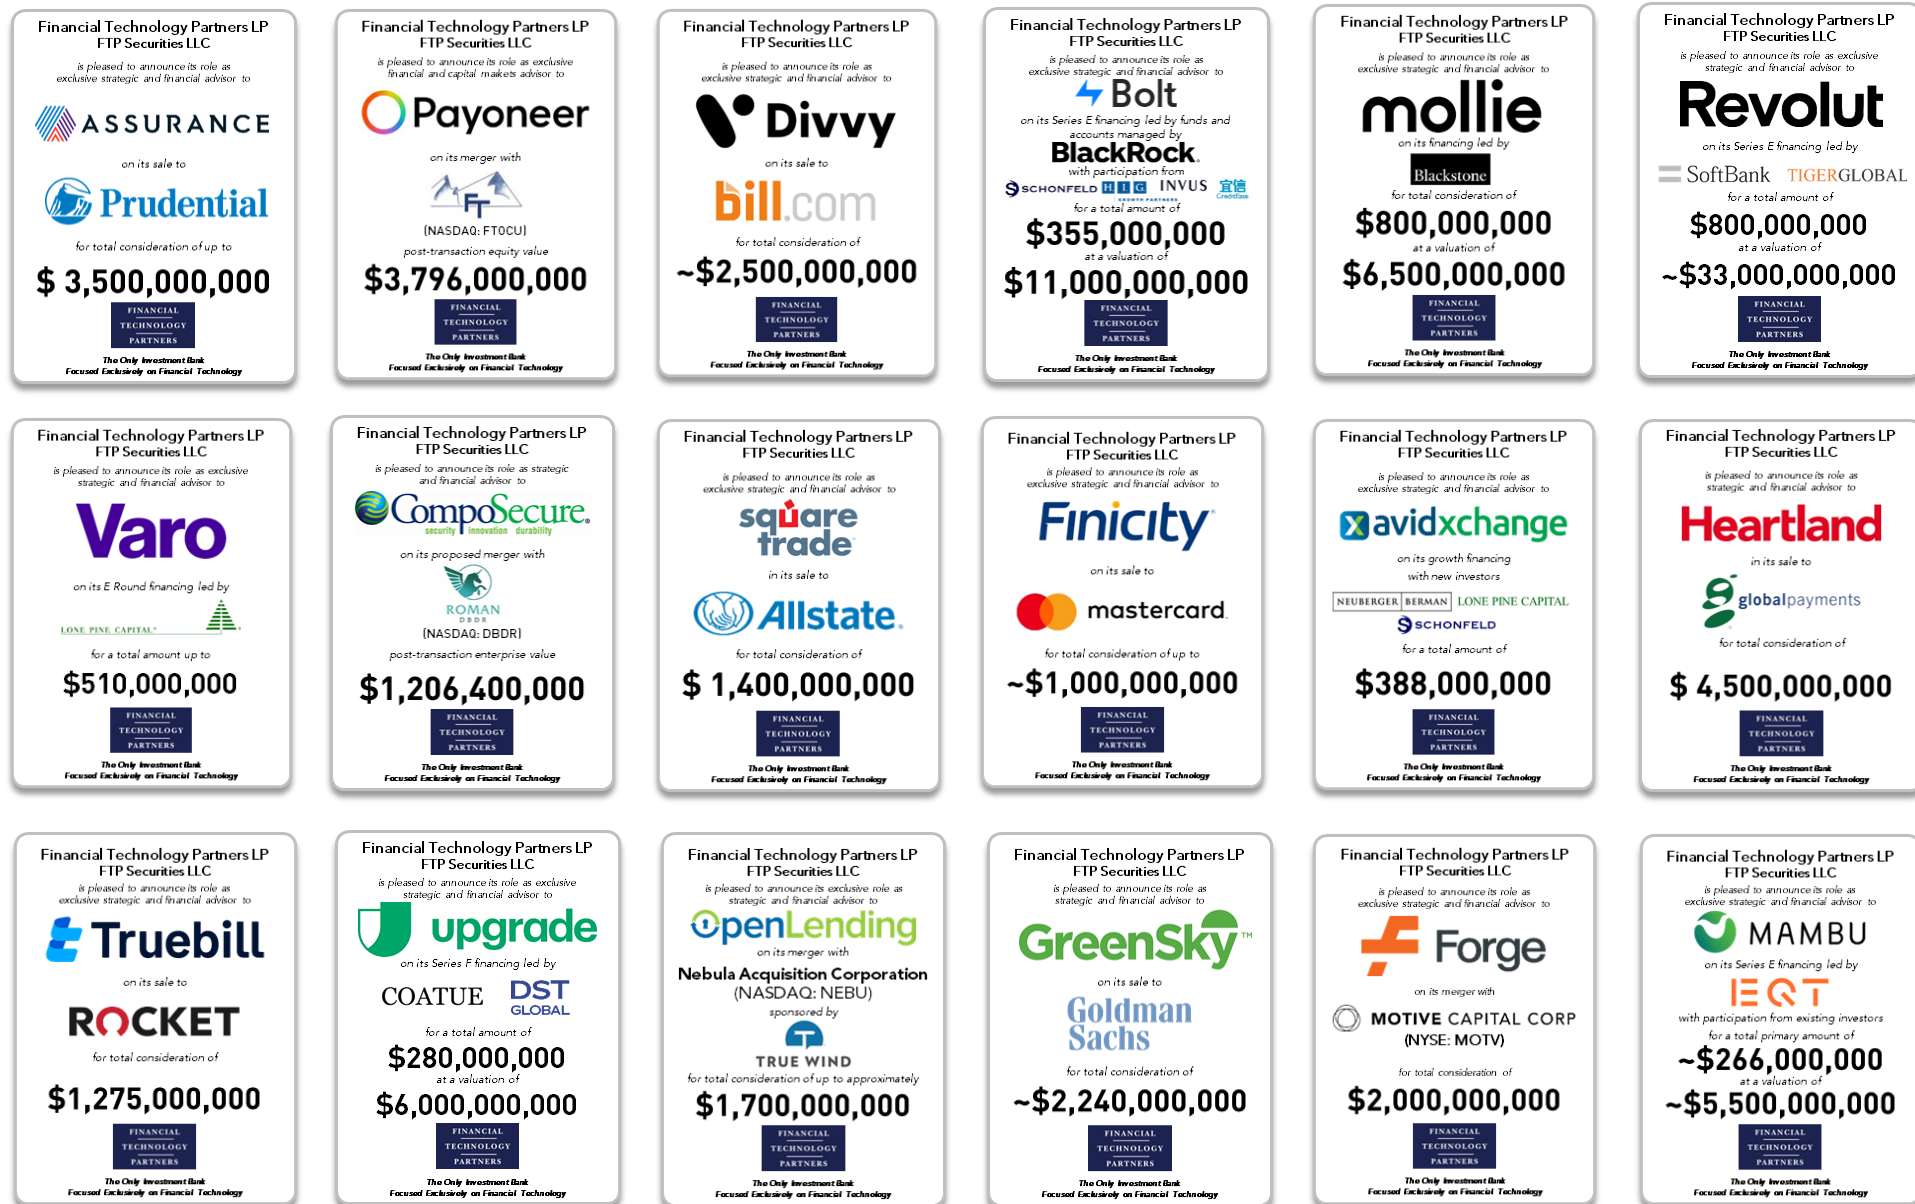 Financial Technology Partners LP
FTP Securities LLC
is pleased to announce its role as
exclusive strategic and financial advisor to
ASSURANCE
on its sale to
Prudential
for total consideration of up to
$ 3,500,000,000
FINANCIAL
TECHNOLOGY
PARTNERS
The Only Investment Bank
Focused Exclusively on Financial Technology
Financial Technology Partners LP
FTP Securities LLC
is pleased to announce its role as exclusive
financial and capital markets advisor to
Payoneer
on its merger with
FT
(NASDAQ: FTOCU)
post-transaction equity value
$3,796,000,000
FINANCIAL
TECHNOLOGY
PARTNERS
The Only Investment Bank
Focused Exclusively on Financial Technology
Financial Technology Partners LP
FTP Securities LLC
is pleased to announce its role as
exclusive strategic and financial advisor to
Divvy
on its sale to
bill.com
for total consideration of
~$2,500,000,000
FINANCIAL
TECHNOLOGY
PARTNERS
The Only Investment Bank
Focused Exclusively on Financial Technology
Financial Technology Partners LP
FTP Securities LLC
is pleased to announce its role as
exclusive strategic and financial advisor to
Bolt
on its Series E financing led by funds and
accounts managed by
BlackRock.
with participation from
SCHONFELD HIG GROWTH PARTNERS INVUS 宜信 CreditEase
for a total amount of
$355,000,000
at a valuation of
$11,000,000,000
FINANCIAL
TECHNOLOGY
PARTNERS
The Only Investment Bank
Focused Exclusively on Financial Technology
Financial Technology Partners LP
FTP Securities LLC
is pleased to announce its role as
exclusive strategic and financial advisor to
mollie
on its financing led by
Blackstone
for total consideration of
$800,000,000
at a valuation of
$6,500,000,000
FINANCIAL
TECHNOLOGY
PARTNERS
The Only Investment Bank
Focused Exclusively on Financial Technology
Financial Technology Partners LP
FTP Securities LLC
is pleased to announce its role as exclusive
strategic and financial advisor to
Revolut
on its Series E financing led by
SoftBank TIGERGLOBAL
for a total amount of
$800,000,000
at a valuation of
~$33,000,000,000
FINANCIAL
TECHNOLOGY
PARTNERS
The Only Investment Bank
Focused Exclusively on Financial Technology
Financial Technology Partners LP
FTP Securities LLC
is pleased to announce its role as exclusive
strategic and financial advisor to
Varo
on its E Round financing led by
LONE PINE CAPITAL
for a total amount up to
$510,000,000
FINANCIAL
TECHNOLOGY
PARTNERS
The Only Investment Bank
Focused Exclusively on Financial Technology
Financial Technology Partners LP
FTP Securities LLC
is pleased to announce its role as strategic
and financial advisor to
CompoSecure®
security innovation durability
on its proposed merger with
ROMAN
DBDR
(NASDAQ: DBDR)
post-transaction enterprise value
$1,206,400,000
FINANCIAL
TECHNOLOGY
PARTNERS
The Only Investment Bank
Focused Exclusively on Financial Technology
Financial Technology Partners LP
FTP Securities LLC
is pleased to announce its role as
exclusive strategic and financial advisor to
square
trade
in its sale to
Allstate®
for total consideration of
$ 1,400,000,000
FINANCIAL
TECHNOLOGY
PARTNERS
The Only Investment Bank
Focused Exclusively on Financial Technology
Financial Technology Partners LP
FTP Securities LLC
is pleased to announce its role as
exclusive strategic and financial advisor to
Finicity
on its sale to
mastercard
for total consideration of up to
~$1,000,000,000
FINANCIAL
TECHNOLOGY
PARTNERS
The Only Investment Bank
Focused Exclusively on Financial Technology
Financial Technology Partners LP
FTP Securities LLC
is pleased to announce its role as
exclusive strategic and financial advisor to
avidxchange
on its growth financing
with new investors
NEUBERGER BERMAN LONE PINE CAPITAL
SCHONFELD
for a total amount of
$388,000,000
FINANCIAL
TECHNOLOGY
PARTNERS
The Only Investment Bank
Focused Exclusively on Financial Technology
Financial Technology Partners LP
FTP Securities LLC
is pleased to announce its role as
strategic and financial advisor to
Heartland
in its sale to
globalpayments
for total consideration of
$ 4,500,000,000
FINANCIAL
TECHNOLOGY
PARTNERS
The Only Investment Bank
Focused Exclusively on Financial Technology
Financial Technology Partners LP
FTP Securities LLC
is pleased to announce its role as
exclusive strategic and financial advisor to
Truebill
on its sale to
ROCKET
for total consideration of
$1,275,000,000
FINANCIAL
TECHNOLOGY
PARTNERS
The Only Investment Bank
Focused Exclusively on Financial Technology
Financial Technology Partners LP
FTP Securities LLC
is pleased to announce its role as exclusive
strategic and financial advisor to
upgrade
on its Series F financing led by
COATUE DST GLOBAL
for a total amount of
$280,000,000
at a valuation of
$6,000,000,000
FINANCIAL
TECHNOLOGY
PARTNERS
The Only Investment Bank
Focused Exclusively on Financial Technology
Financial Technology Partners LP
FTP Securities LLC
is pleased to announce its exclusive role as
strategic and financial advisor to
OpenLending
on its merger with
Nebula Acquisition Corporation
(NASDAQ: NEBU)
sponsored by
TRUE WIND
for total consideration of up to approximately
$1,700,000,000
FINANCIAL
TECHNOLOGY
PARTNERS
The Only Investment Bank
Focused Exclusively on Financial Technology
Financial Technology Partners LP
FTP Securities LLC
is pleased to announce its role as
strategic and financial advisor to
GreenSky™
on its sale to
Goldman
Sachs
for total consideration of
~$2,240,000,000
FINANCIAL
TECHNOLOGY
PARTNERS
The Only Investment Bank
Focused Exclusively on Financial Technology
Financial Technology Partners LP
FTP Securities LLC
is pleased to announce its role as
exclusive strategic and financial advisor to
Forge
on its merger with
MOTIVE CAPITAL CORP
(NYSE: MOTV)
for total consideration of
$2,000,000,000
FINANCIAL
TECHNOLOGY
PARTNERS
The Only Investment Bank
Focused Exclusively on Financial Technology
Financial Technology Partners LP
FTP Securities LLC
is pleased to announce its role as
exclusive strategic and financial advisor to
MAMBU
on its Series E financing led by
EQT
with participation from existing investors
for a total primary amount of
~$266,000,000
at a valuation of
~$5,500,000,000
FINANCIAL
TECHNOLOGY
PARTNERS
The Only Investment Bank
Focused Exclusively on Financial Technology